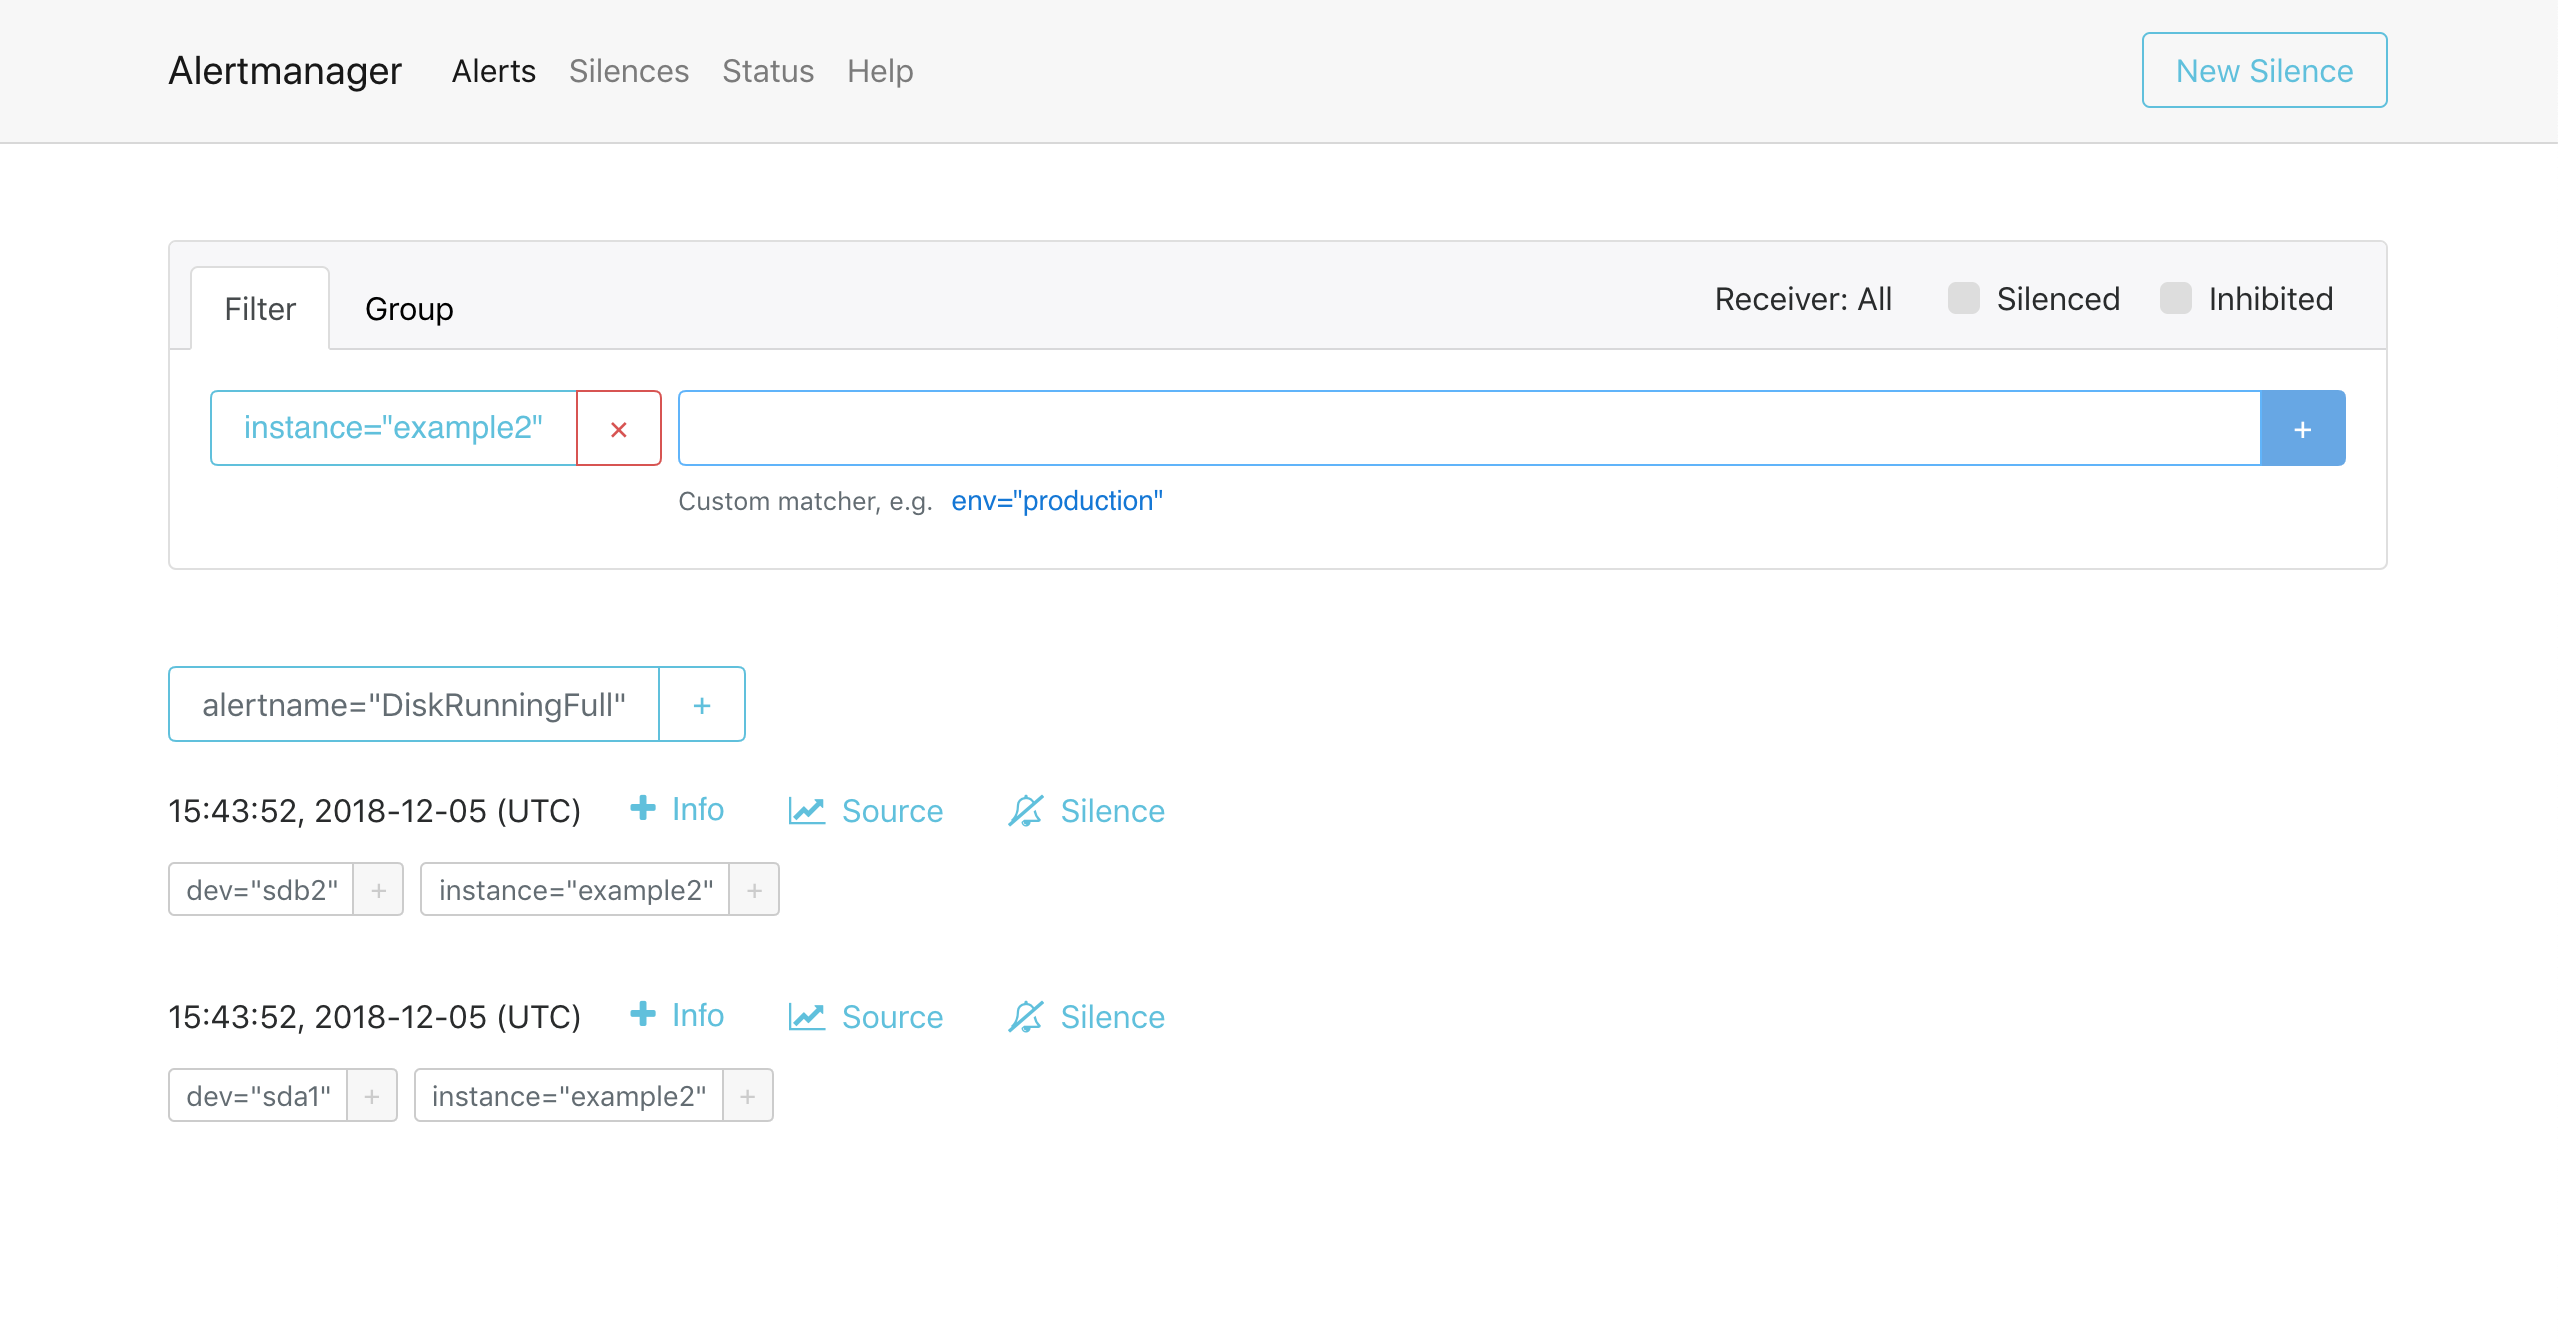 Alertmanager Alerts Silences Status Help New Silence
Filter Group Receiver: All Silenced Inhibited
instance="example2" × +
Custom matcher, e.g. env="production"
alertname="DiskRunningFull" +
15:43:52, 2018-12-05 (UTC) + Info Source Silence
dev="sdb2" + instance="example2" +
15:43:52, 2018-12-05 (UTC) + Info Source Silence
dev="sda1" + instance="example2" +